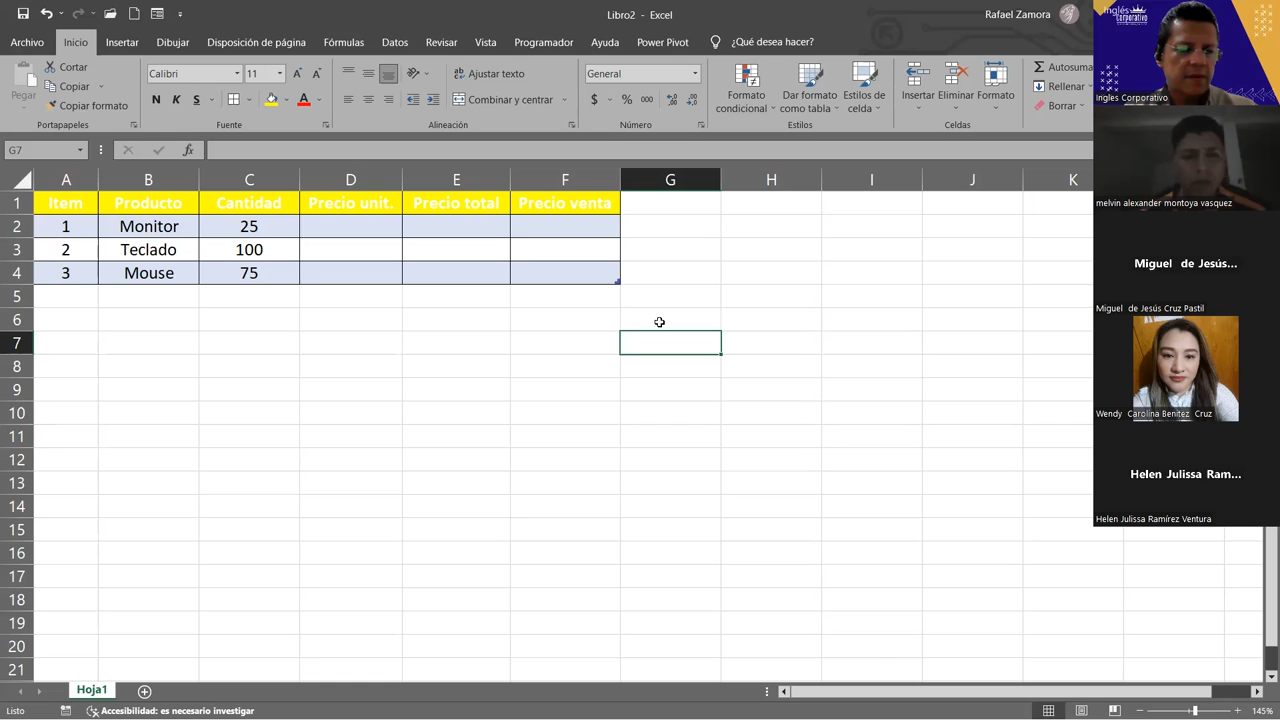 Libro2 - Excel
Rafael Zamora
Archivo Inicio Insertar Dibujar Disposición de página Fórmulas Datos Revisar Vista Programador Ayuda Power Pivot ¿Qué desea hacer?
Pegar
Cortar
Copiar
Copiar formato
Portapapeles
Calibri 11
N K S
Fuente
Ajustar texto
Combinar y centrar
Alineación
General
$ % 000
Número
Formato condicional
Dar formato como tabla
Estilos de celda
Estilos
Insertar
Eliminar
Formato
Celdas
Autosuma
Rellenar
Borrar
G7
fx
A B C D E F G H I J K
1 Item Producto Cantidad Precio unit. Precio total Precio venta
2 1 Monitor 25
3 2 Teclado 100
4 3 Mouse 75
5
6
7
8
9
10
11
12
13
14
15
16
17
18
19
20
21
Hoja1
Listo
Accesibilidad: es necesario investigar
145%
Inglés
Corporativo
Ingles Corporativo
melvin alexander montoya vasquez
Miguel de Jesús...
Miguel de Jesús Cruz Pastil
Wendy Carolina Benitez Cruz
Helen Julissa Ram...
Helen Julissa Ramírez Ventura